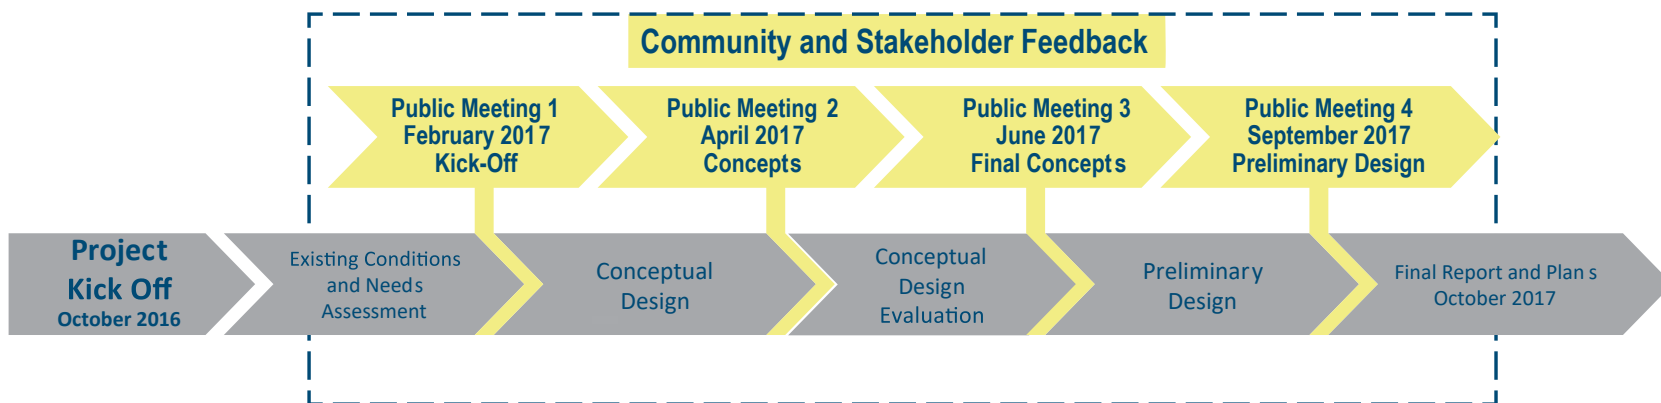 Community and Stakeholder Feedback
Public Meeting 1
February 2017
Kick-Off
Public Meeting 2
April 2017
Concepts
Public Meeting 3
June 2017
Final Concepts
Public Meeting 4
September 2017
Preliminary Design
Project
Kick Off
October 2016
Existing Conditions
and Needs
Assessment
Conceptual
Design
Conceptual
Design
Evaluation
Preliminary
Design
Final Report and Plans
October 2017